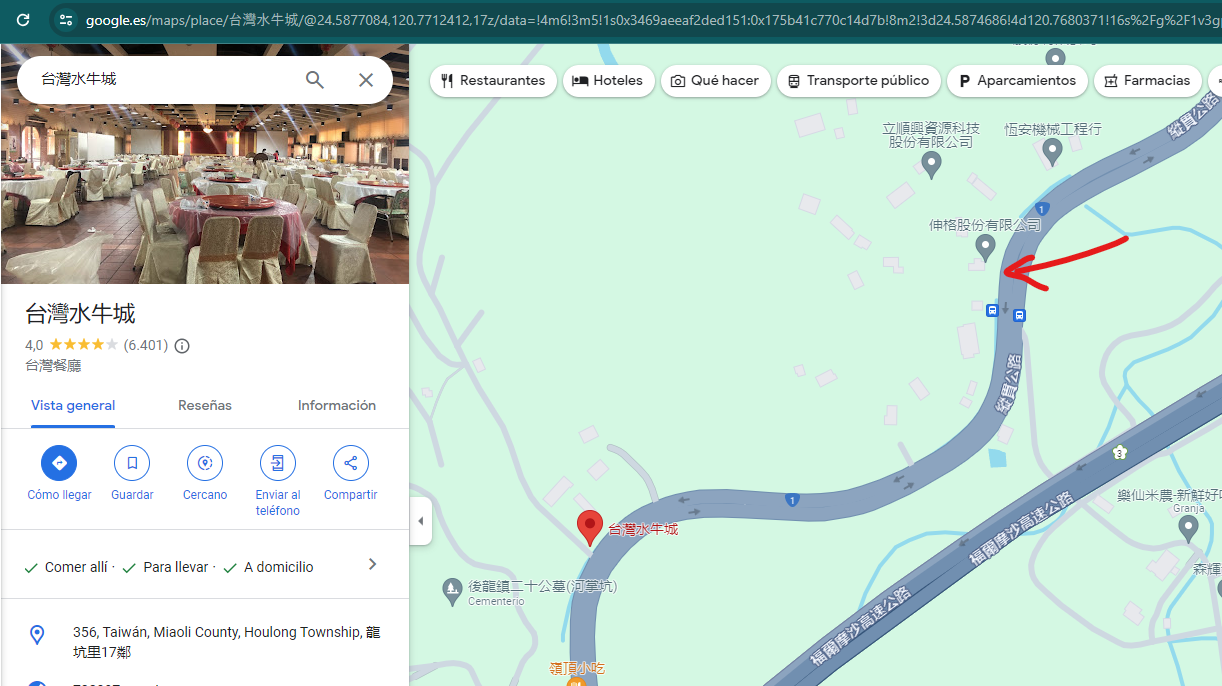 google.es/maps/place/台灣水牛城/@24.5877084,120.7712412,17z/data=!4m6!3m5!1s0x3469aeeaf2ded151:0x175b41c770c14d7b!8m2!3d24.5874686!4d120.7680371!16s%2Fg%2F1v3g
台灣水牛城
Restaurantes
Hoteles
Qué hacer
Transporte público
Aparcamientos
Farmacias
縱貫公路
立順興資源科技
股份有限公司
恆安機械工程行
1
伸格股份有限公司
縱貫公路
3
1
台灣水牛城
樂仙米農-新鮮好
Granja
福爾摩沙高速公路
森輝
後龍鎮二十公墓(河掌坑)
Cementerio
福爾摩沙高速公路
嶺頂小吃
台灣水牛城
4,0
(6.401)
台灣餐廳
Vista general
Reseñas
Información
Cómo llegar
Guardar
Cercano
Enviar al
teléfono
Compartir
Comer allí ·
Para llevar ·
A domicilio
356, Taiwán, Miaoli County, Houlong Township, 龍
坑里17鄰